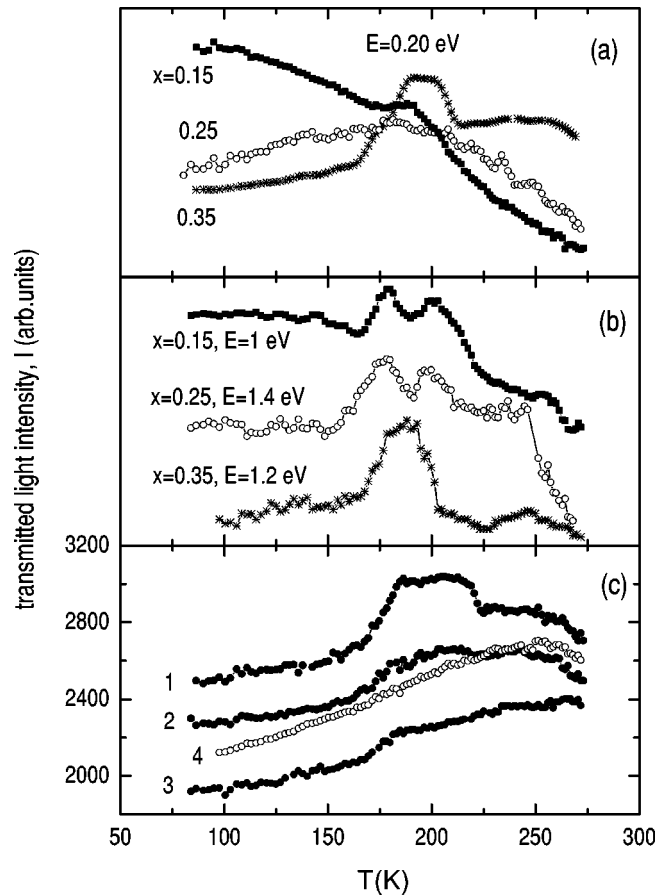 E=0.20 eV
(a)
x=0.15
0.25
0.35
(b)
x=0.15, E=1 eV
x=0.25, E=1.4 eV
x=0.35, E=1.2 eV
transmitted light intensity, I (arb.units)
(c)
3200
2800
2400
2000
1
2
4
3
50 100 150 200 250 300
T(K)